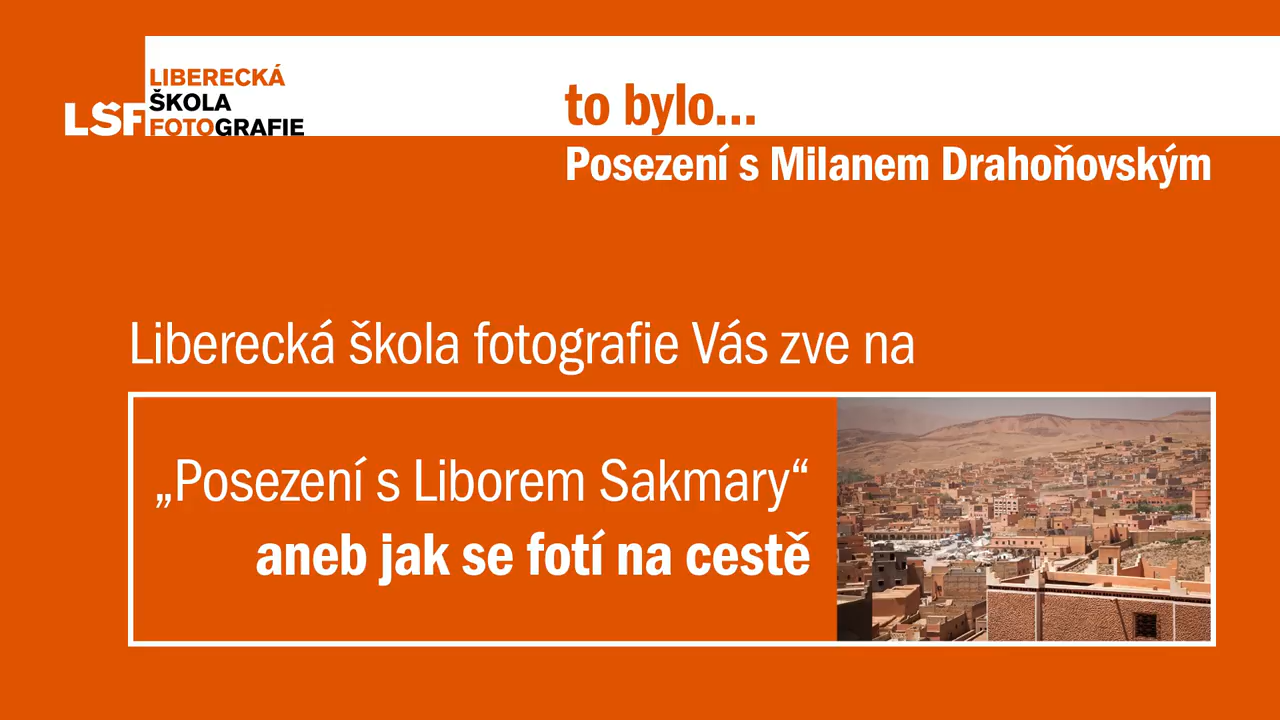 LŠF
LIBERECKÁ
ŠKOLA
FOTOGRAFIE
to bylo...
Posezení s Milanem Drahoňovským
Liberecká škola fotografie Vás zve na
„Posezení s Liborem Sakmary“
aneb jak se fotí na cestě